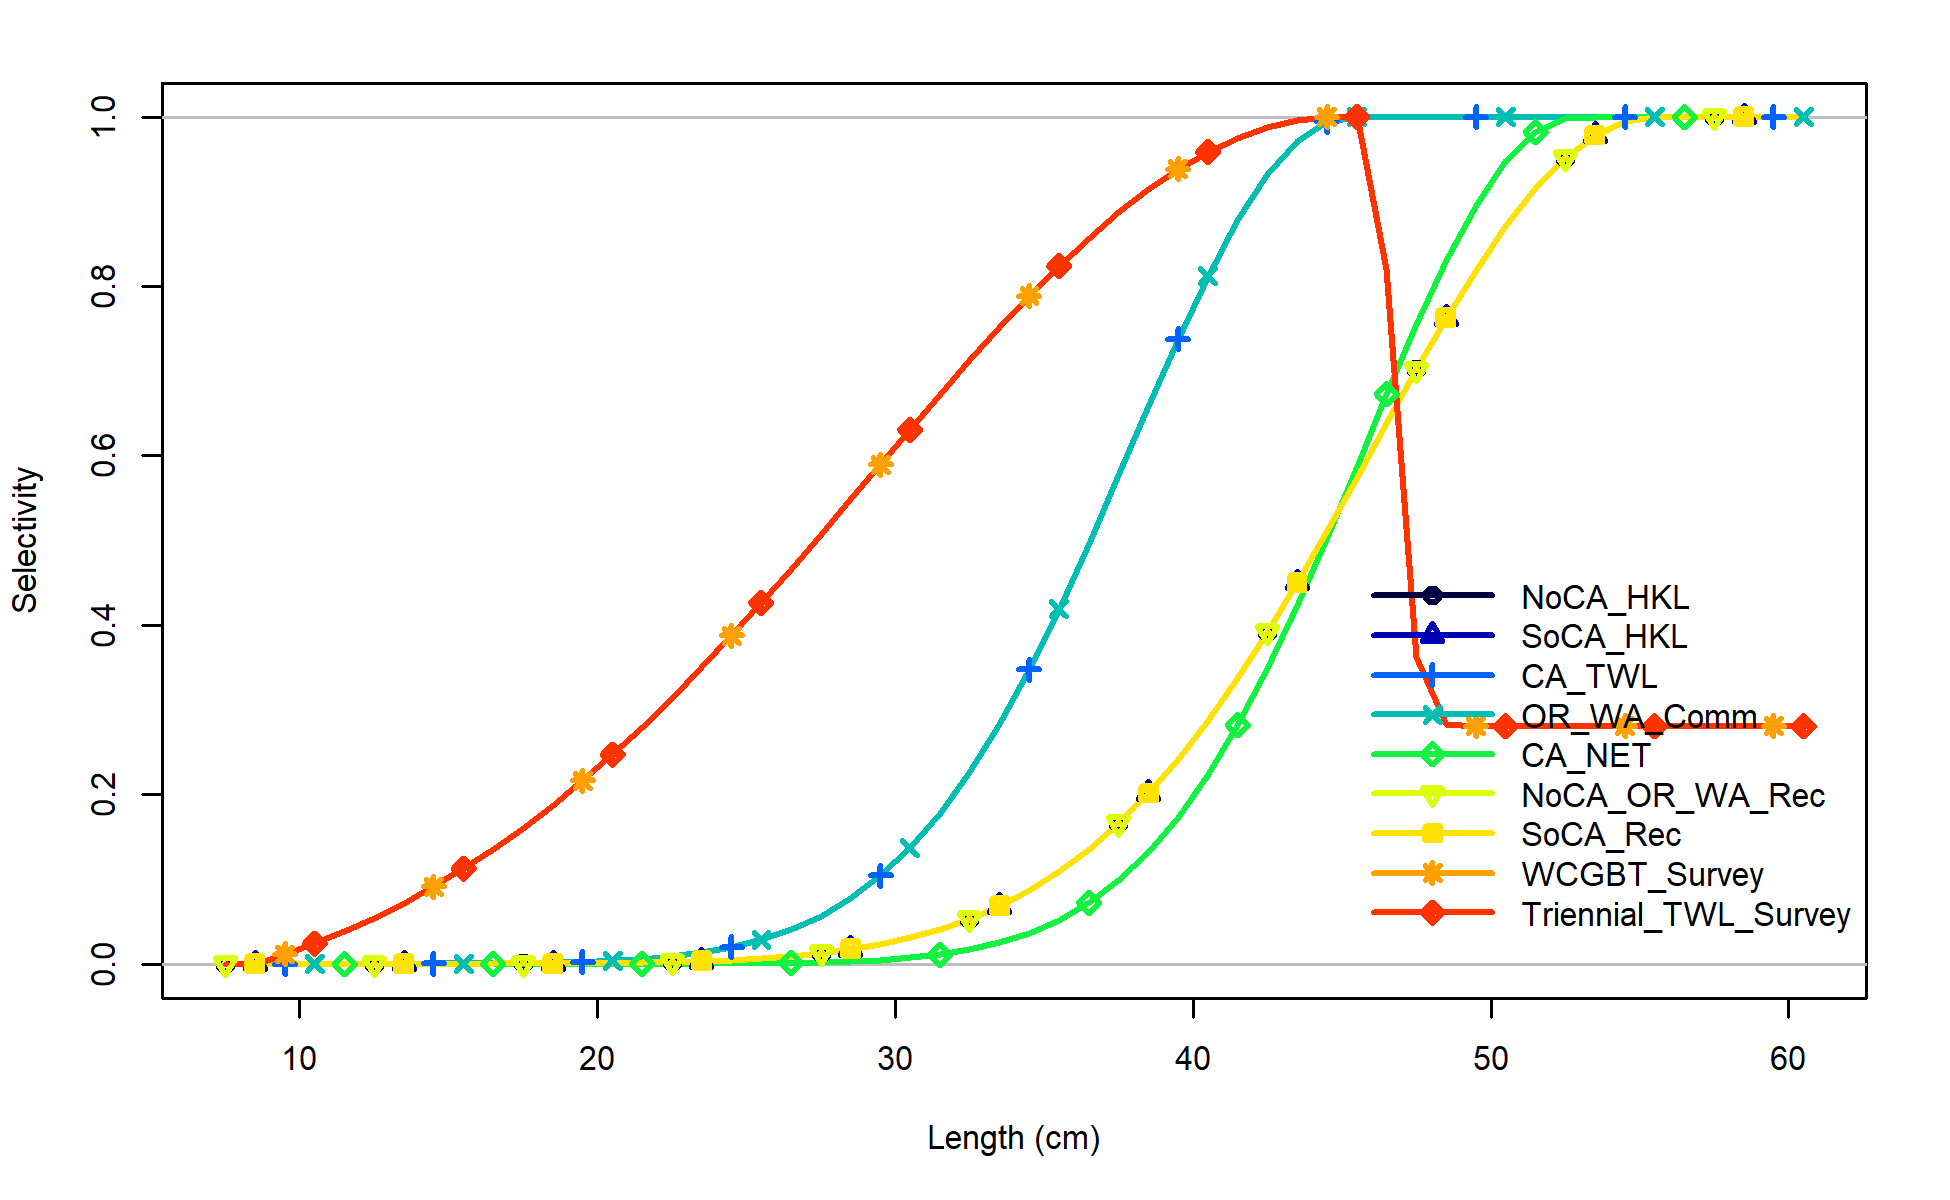 1.0
0.8
0.6
0.4
0.2
0.0
Selectivity
NoCA_HKL
SoCA_HKL
CA_TWL
OR_WA_Comm
CA_NET
NoCA_OR_WA_Rec
SoCA_Rec
WCGBT_Survey
Triennial_TWL_Survey
10 20 30 40 50 60
Length (cm)